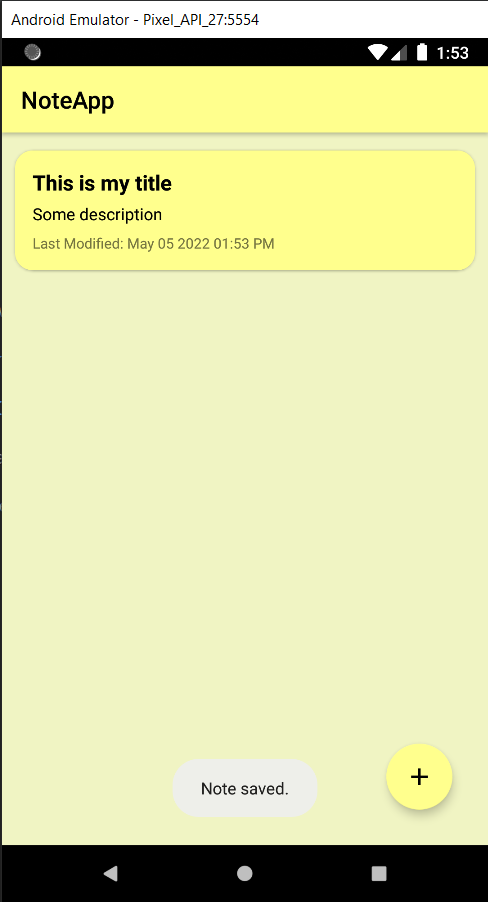 Android Emulator - Pixel_API_27:5554
1:53
NoteApp
This is my title
Some description
Last Modified: May 05 2022 01:53 PM
Note saved.
+